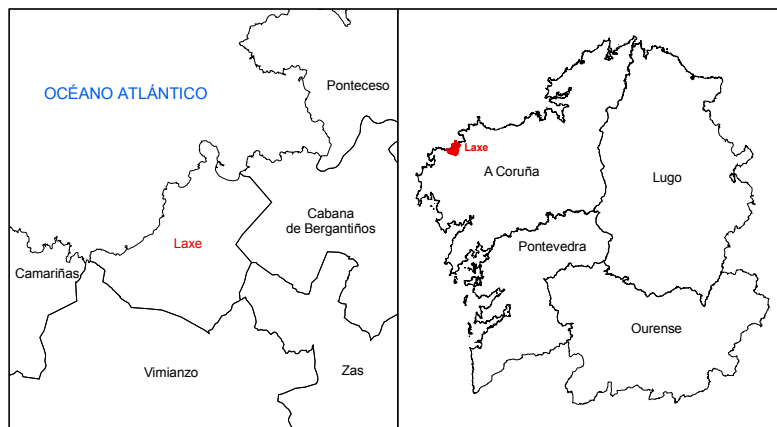 Ponteceso
OCÉANO ATLÁNTICO
Cabana
de Bergantiños
Laxe
Camariñas
Vimianzo
Zas
Laxe
A Coruña
Lugo
Pontevedra
Ourense